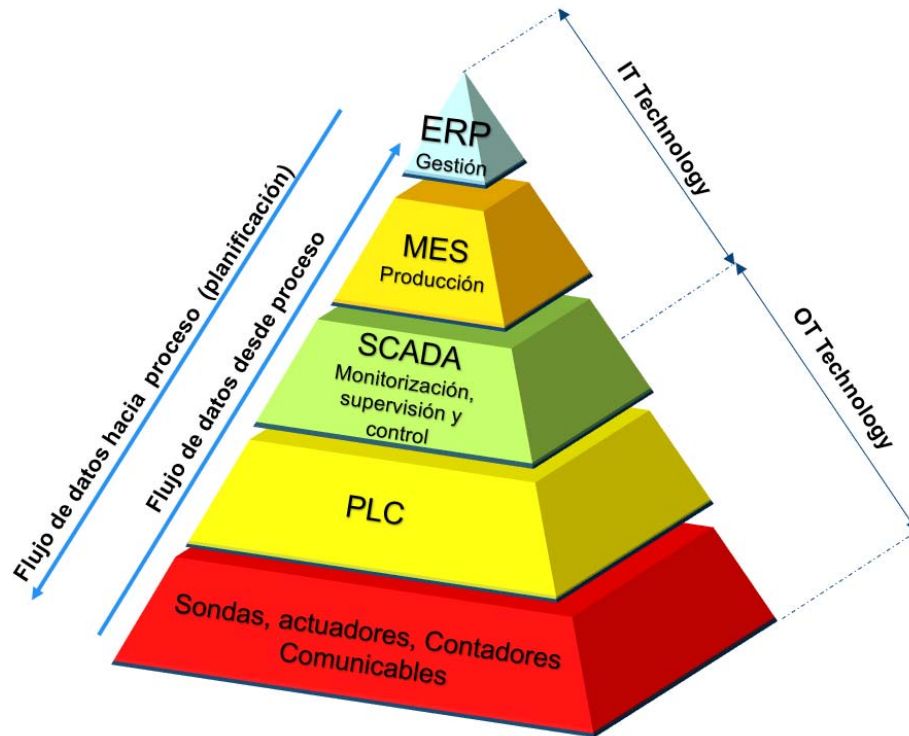 ERP
Gestión
MES
Producción
SCADA
Monitorización,
supervisión y
control
PLC
Sondas, actuadores, Contadores
Comunicables
Flujo de datos hacia proceso (planificación)
Flujo de datos desde proceso
IT Technology
OT Technology